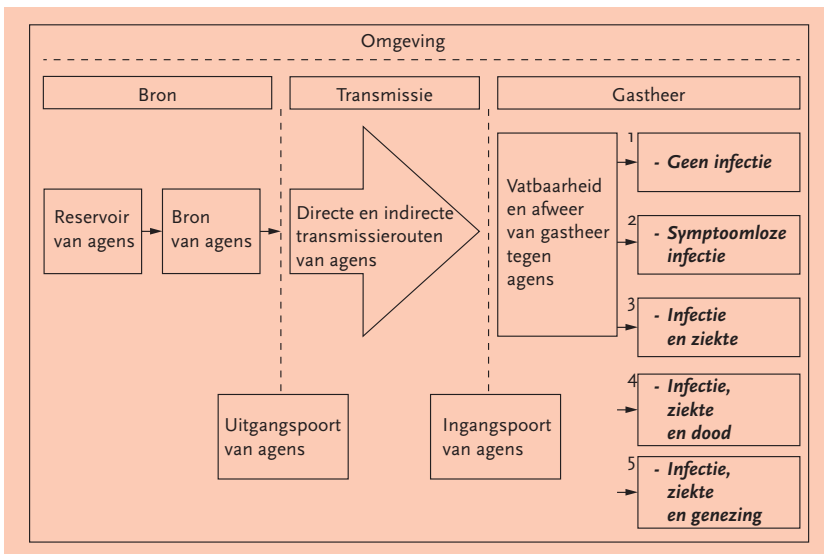 Omgeving
Bron
Transmissie
Gastheer
Reservoir
van agens
Bron
van agens
Directe en indirecte
transmissierouten
van agens
Uitgangspoort
van agens
Ingangspoort
van agens
Vatbaarheid
en afweer
van gastheer
tegen
agens
1
- Geen infectie
2
- Symptoomloze
infectie
3
- Infectie
en ziekte
4
- Infectie,
ziekte
en dood
5
- Infectie,
ziekte
en genezing